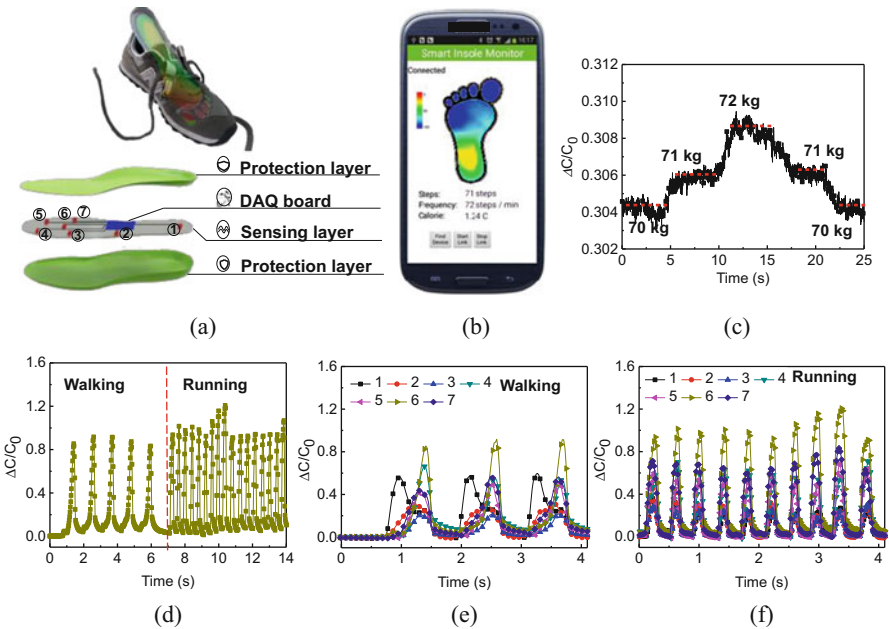 Protection layer
DAQ board
Sensing layer
Protection layer
⑤ ⑥ ⑦
④ ③ ② ①
(a)
Smart Insole Monitor
Connected
Steps: 71 steps
Frequency: 72 steps / min
Calorie: 1.24 C
Find Device
Start Link
Stop Link
(b)
ΔC/C0
0.312
0.310
0.308
0.306
0.304
0.302
70 kg
71 kg
72 kg
71 kg
70 kg
0 5 10 15 20 25
Time (s)
(c)
ΔC/C0
1.6
1.2
0.8
0.4
0.0
Walking
Running
0 2 4 6 8 10 12 14
Time (s)
(d)
ΔC/C0
1.6
1.2
0.8
0.4
0.0
1 2 3 4
5 6 7
Walking
0 1 2 3 4
Time (s)
(e)
ΔC/C0
1.6
1.2
0.8
0.4
0.0
1 2 3 4
5 6 7
Running
0 1 2 3 4
Time (s)
(f)